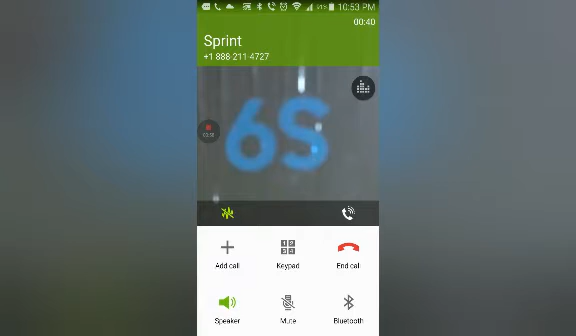 10:53 PM
00:40
Sprint
+1 888-211-4727
6S
Add call
Keypad
End call
Speaker
Mute
Bluetooth